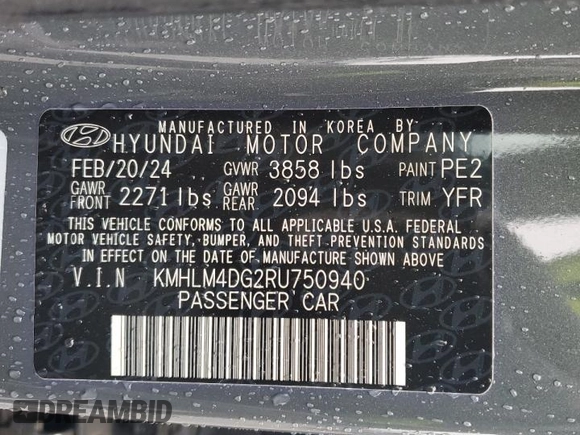 MANUFACTURED IN KOREA BY
HYUNDAI MOTOR COMPANY
FEB/20/24 GVWR 3858 lbs PAINT PE2
GAWR FRONT 2271 lbs GAWR REAR 2094 lbs TRIM YFR
THIS VEHICLE CONFORMS TO ALL APPLICABLE U.S.A. FEDERAL
MOTOR VEHICLE SAFETY, BUMPER, AND THEFT PREVENTION STANDARDS
IN EFFECT ON THE DATE OF MANUFACTURE SHOWN ABOVE.
V.I.N KMHLM4DG2RU750940
PASSENGER CAR
DREAMBID